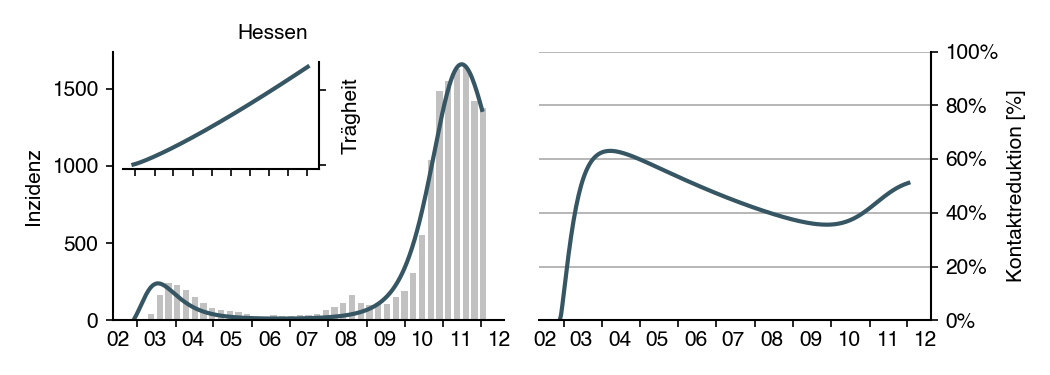 Hessen
1500
1000
500
0
Inzidenz
Trägheit
02 03 04 05 06 07 08 09 10 11 12
100%
80%
60%
40%
20%
0%
Kontaktreduktion [%]
02 03 04 05 06 07 08 09 10 11 12